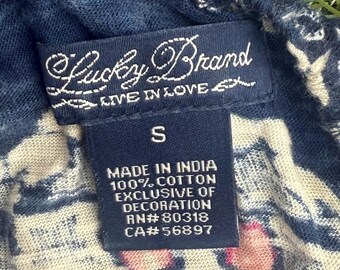 Lucky Brand
LIVE IN LOVE
S
MADE IN INDIA
100% COTTON
EXCLUSIVE OF
DECORATION
RN# 80318
CA# 56897